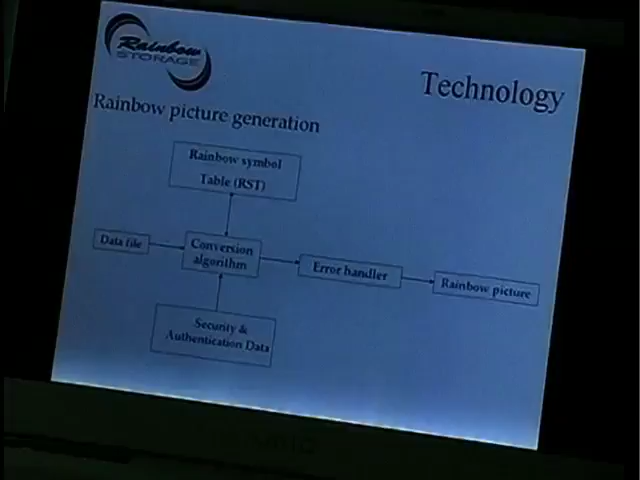 Rainbow
STORAGE
Technology
Rainbow picture generation
Rainbow symbol
Table (RST)
Data file
Conversion
algorithm
Error handler
Rainbow picture
Security &
Authentication Data